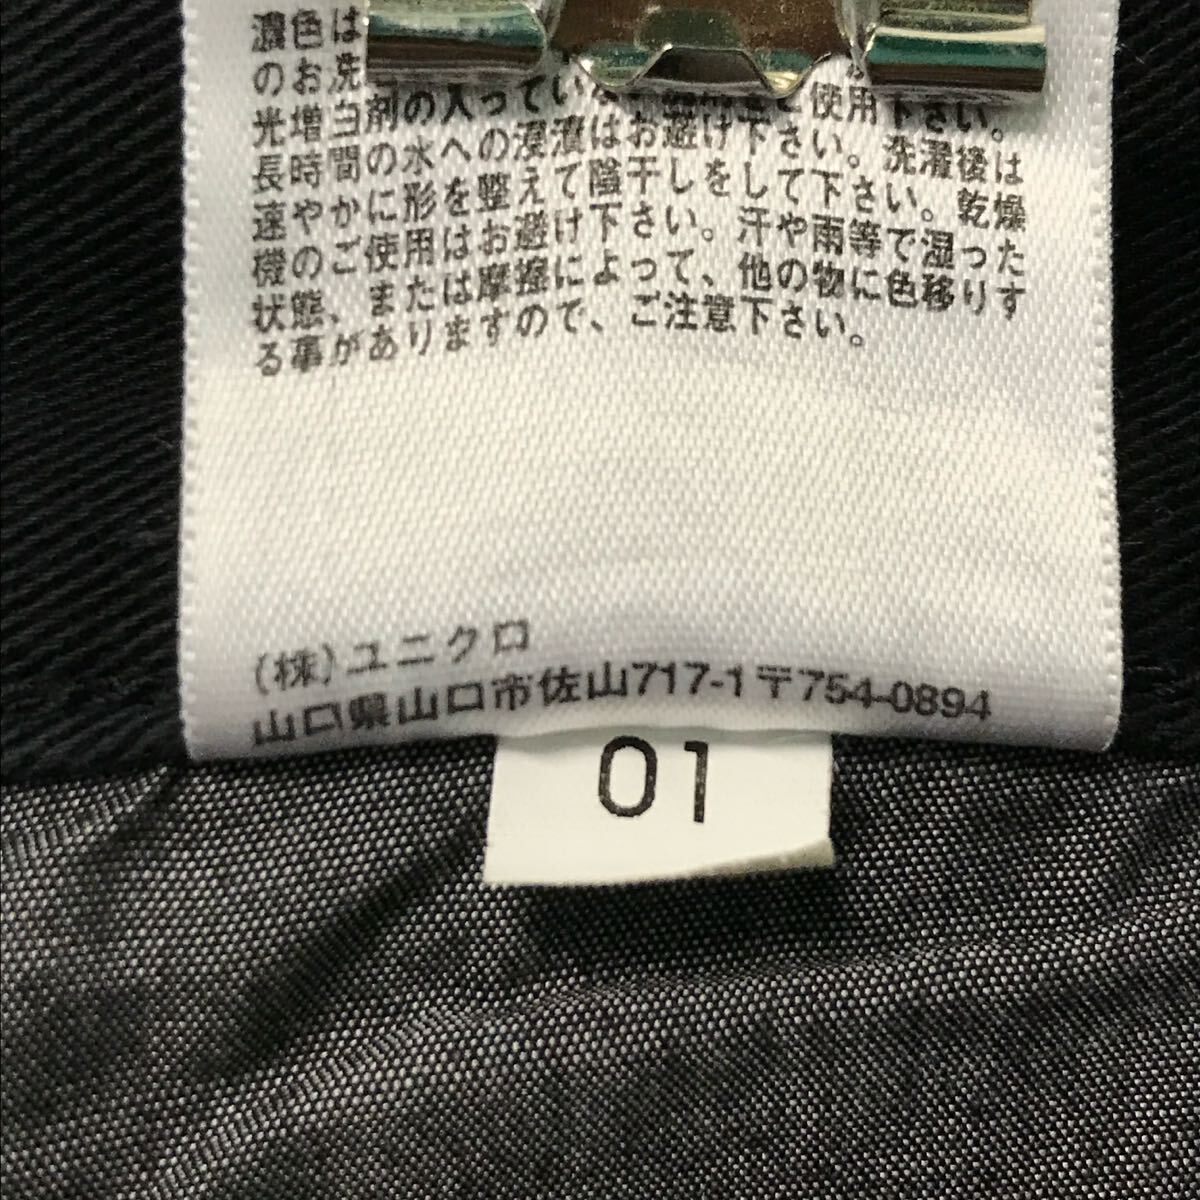 濃色は
のお洗
光増白剤の入っていな 使用下さい。
長時間の水への浸漬はお避け下さい。洗濯後は
速やかに形を整えて陰干しをして下さい。乾燥
機のご使用はお避け下さい。汗や雨等で湿った
状態、または摩擦によって、他の物に色移りす
る事がありますので、ご注意下さい。
(株)ユニクロ
山口県山口市佐山717-1〒754-0894
01